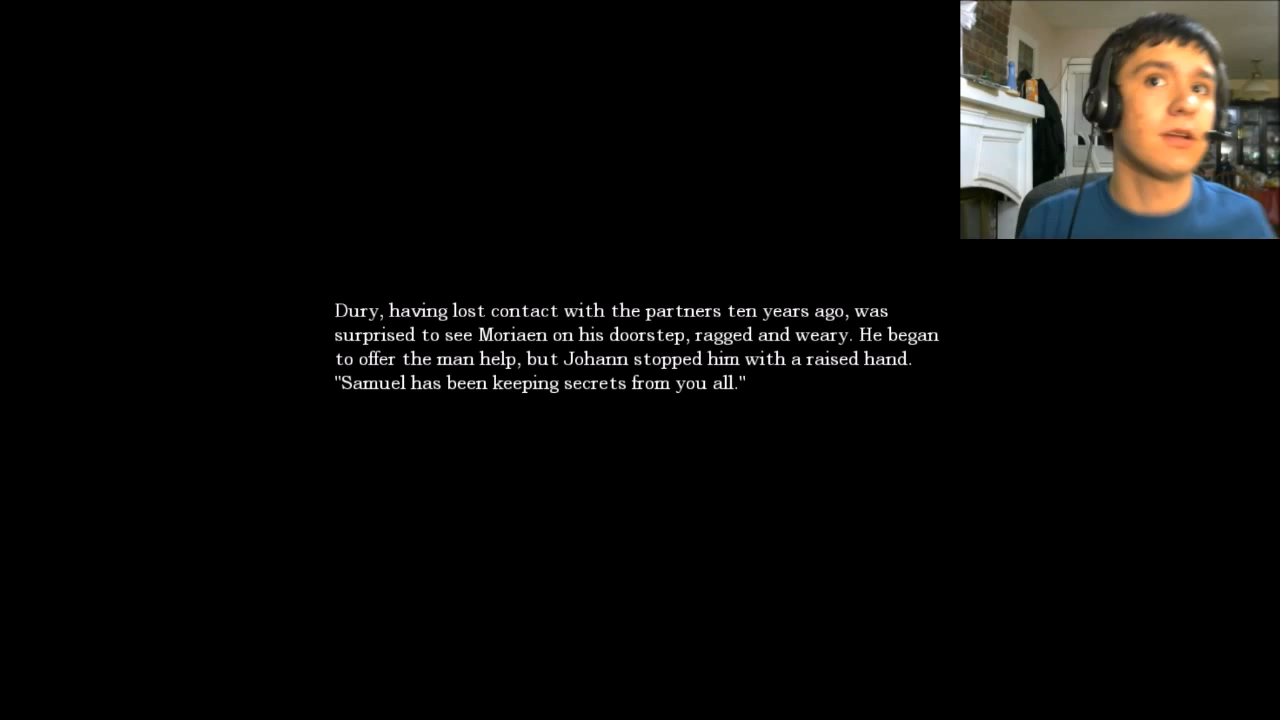 Dury, having lost contact with the partners ten years ago, was
surprised to see Moriaen on his doorstep, ragged and weary. He began
to offer the man help, but Johann stopped him with a raised hand.
"Samuel has been keeping secrets from you all."